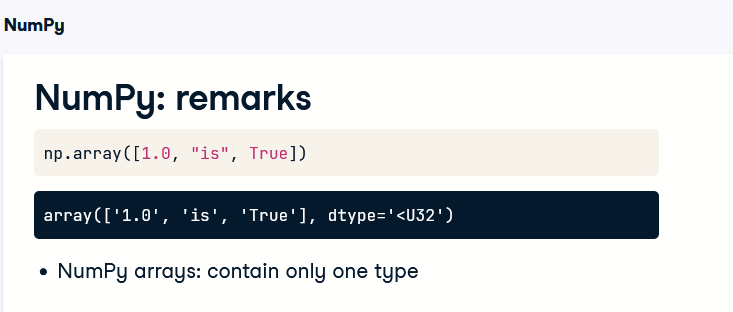 NumPy
NumPy: remarks
np.array([1.0, "is", True])
array(['1.0', 'is', 'True'], dtype='<U32')
• NumPy arrays: contain only one type